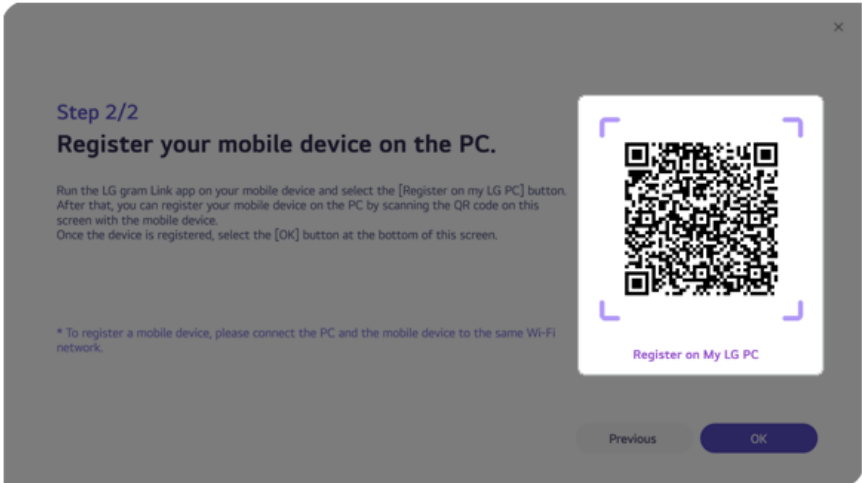 Step 2/2
Register your mobile device on the PC.
Run the LG gram Link app on your mobile device and select the [Register on my LG PC] button.
After that, you can register your mobile device on the PC by scanning the QR code on this
screen with the mobile device.
Once the device is registered, select the [OK] button at the bottom of this screen.
* To register a mobile device, please connect the PC and the mobile device to the same Wi-Fi
network.
Register on My LG PC
Previous
OK